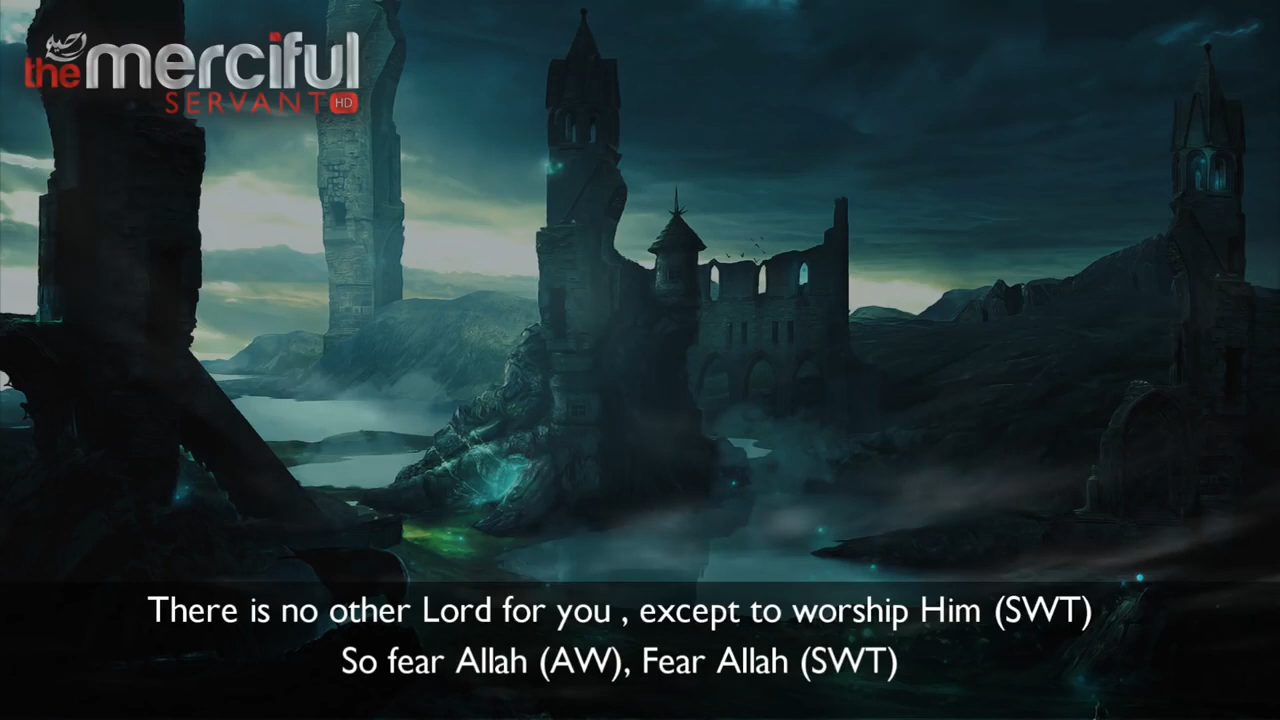 the merciful
SERVANT HD
There is no other Lord for you , except to worship Him (SWT)
So fear Allah (AW), Fear Allah (SWT)